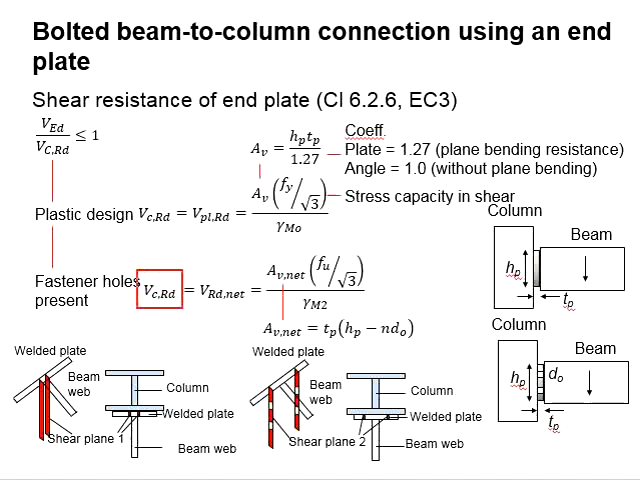 Bolted beam-to-column connection using an end
plate
Shear resistance of end plate (Cl 6.2.6, EC3)
V_Ed / V_C,Rd ≤ 1
A_v = h_p t_p / 1.27
Coeff.
Plate = 1.27 (plane bending resistance)
Angle = 1.0 (without plane bending)
Plastic design V_c,Rd = V_pl,Rd = A_v (f_y/√3) / γ_Mo
Stress capacity in shear
Fastener holes
present
V_c,Rd = V_Rd,net = A_v,net (f_u/√3) / γ_M2
A_v,net = t_p(h_p − nd_o)
Column
Beam
h_p
t_p
Column
Beam
h_p
d_o
t_p
Welded plate
Beam
web
Column
Welded plate
Shear plane 1
Beam web
Welded plate
Beam
web
Column
Welded plate
Shear plane 2
Beam web